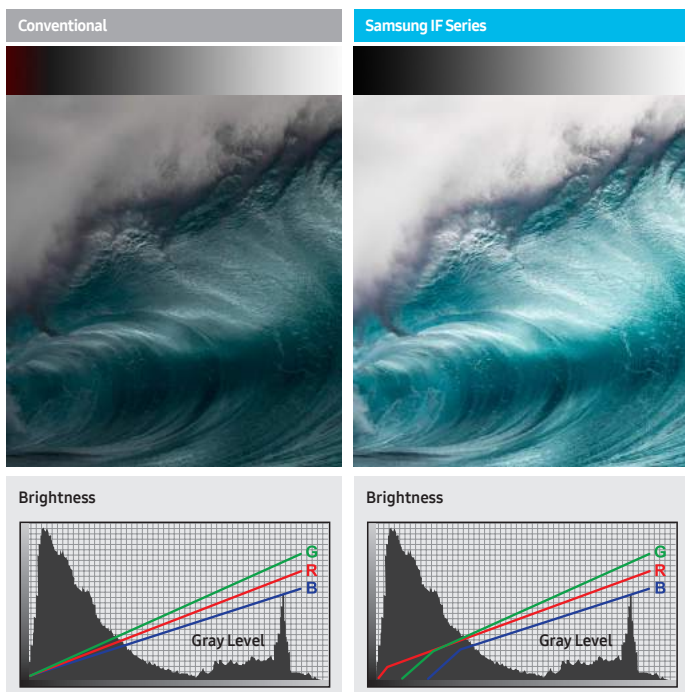 Conventional
Samsung IF Series
Brightness
G
R
B
Gray Level
Brightness
G
R
B
Gray Level